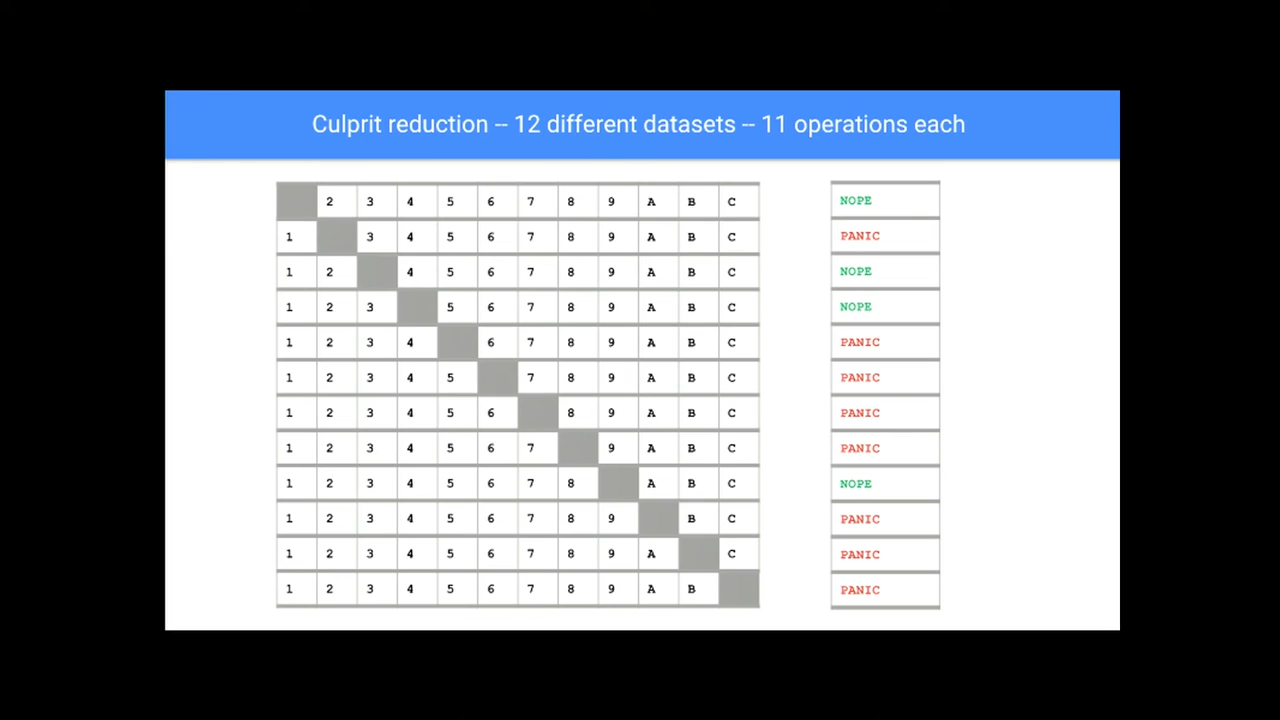 Culprit reduction -- 12 different datasets -- 11 operations each
2 3 4 5 6 7 8 9 A B C NOPE
1 3 4 5 6 7 8 9 A B C PANIC
1 2 4 5 6 7 8 9 A B C NOPE
1 2 3 5 6 7 8 9 A B C NOPE
1 2 3 4 6 7 8 9 A B C PANIC
1 2 3 4 5 7 8 9 A B C PANIC
1 2 3 4 5 6 8 9 A B C PANIC
1 2 3 4 5 6 7 9 A B C PANIC
1 2 3 4 5 6 7 8 A B C NOPE
1 2 3 4 5 6 7 8 9 B C PANIC
1 2 3 4 5 6 7 8 9 A C PANIC
1 2 3 4 5 6 7 8 9 A B PANIC